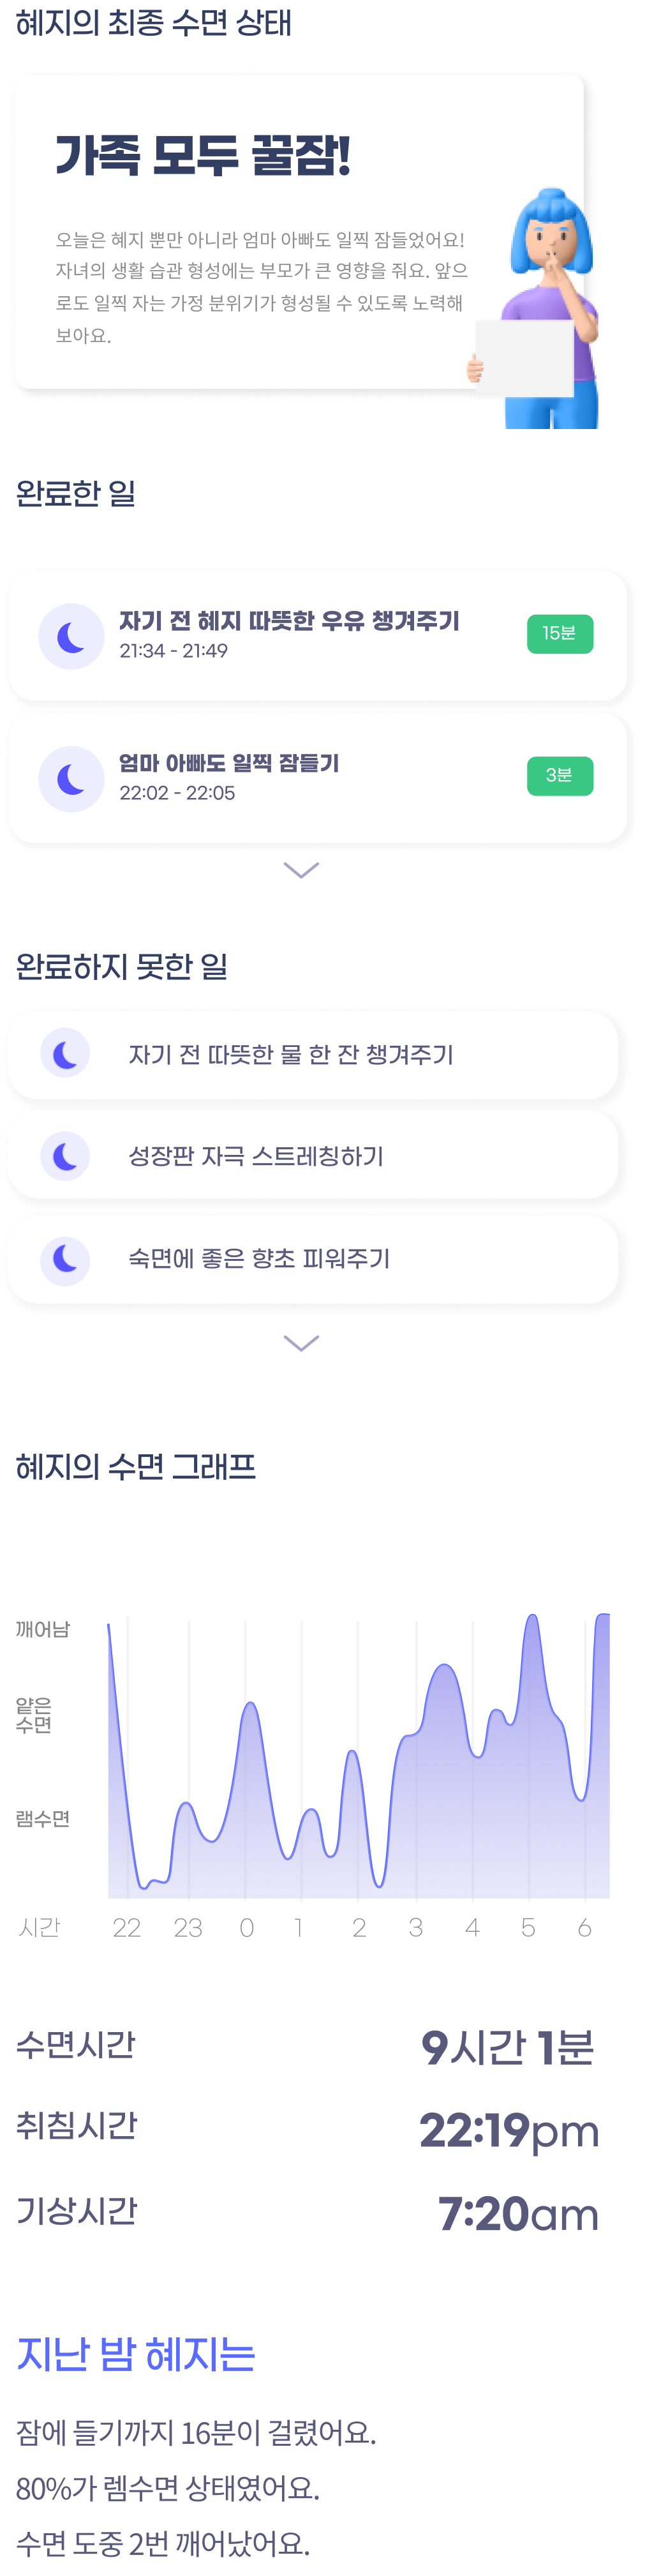 혜지의 최종 수면 상태
가족 모두 꿀잠!
오늘은 혜지 뿐만 아니라 엄마 아빠도 일찍 잠들었어요!
자녀의 생활 습관 형성에는 부모가 큰 영향을 줘요. 앞으
로도 일찍 자는 가정 분위기가 형성될 수 있도록 노력해
보아요.
완료한 일
자기 전 혜지 따뜻한 우유 챙겨주기
21:34 - 21:49
15분
엄마 아빠도 일찍 잠들기
22:02 - 22:05
3분
완료하지 못한 일
자기 전 따뜻한 물 한 잔 챙겨주기
성장판 자극 스트레칭하기
숙면에 좋은 향초 피워주기
혜지의 수면 그래프
깨어남
얕은
수면
램수면
시간 22 23 0 1 2 3 4 5 6
수면시간 9시간 1분
취침시간 22:19pm
기상시간 7:20am
지난 밤 혜지는
잠에 들기까지 16분이 걸렸어요.
80%가 렘수면 상태였어요.
수면 도중 2번 깨어났어요.